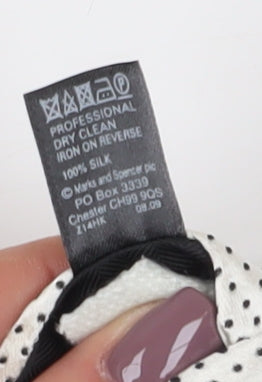 PROFESSIONAL
DRY CLEAN
IRON ON REVERSE
100% SILK
© Marks and Spencer plc
PO Box 3339
Chester CH99 9QS
Z14HK 08.09